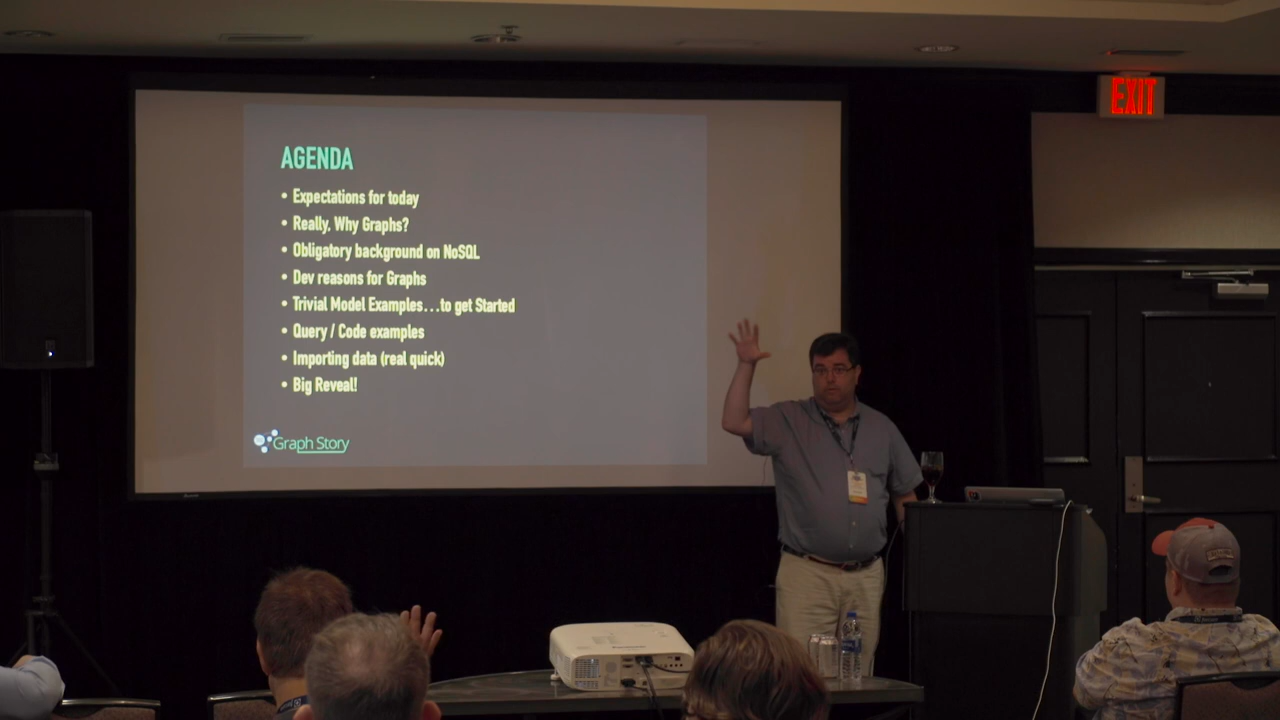 EXIT
AGENDA
• Expectations for today
• Really, Why Graphs?
• Obligatory background on NoSQL
• Dev reasons for Graphs
• Trivial Model Examples...to get Started
• Query / Code examples
• Importing data (real quick)
• Big Reveal!
Graph Story